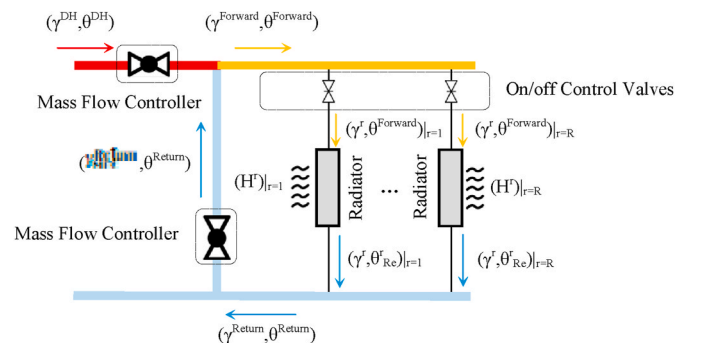 (γ^DH,θ^DH)
(γ^Forward,θ^Forward)
Mass Flow Controller
On/off Control Valves
(γ^r,θ^Forward)|r=1
(γ^r,θ^Forward)|r=R
( ,θ^Return)
(H^r)|r=1
Radiator
...
Radiator
(H^r)|r=R
Mass Flow Controller
(γ^r,θ^r_Re)|r=1
(γ^r,θ^r_Re)|r=R
(γ^Return,θ^Return)